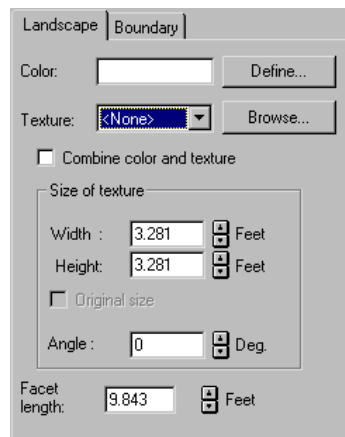 Landscape Boundary
Color: Define...
Texture: <None> Browse...
Combine color and texture
Size of texture
Width : 3.281 Feet
Height: 3.281 Feet
Original size
Angle : 0 Deg.
Facet
length: 9.843 Feet